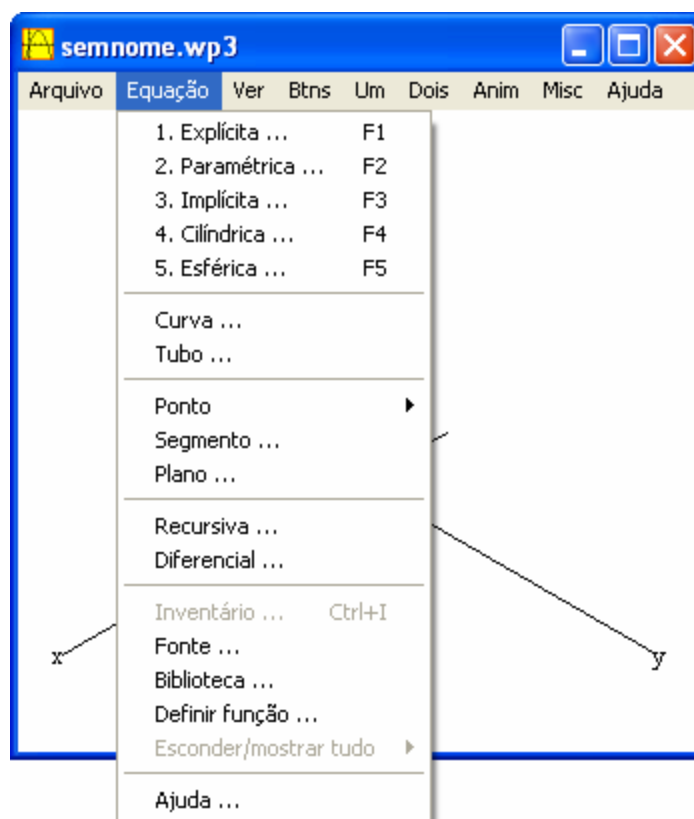 semnome.wp3
Arquivo Equação Ver Btns Um Dois Anim Misc Ajuda
1. Explícita ... F1
2. Paramétrica ... F2
3. Implícita ... F3
4. Cilíndrica ... F4
5. Esférica ... F5
Curva ...
Tubo ...
Ponto
Segmento ...
Plano ...
Recursiva ...
Diferencial ...
Inventário ... Ctrl+I
Fonte ...
x y
Biblioteca ...
Definir função ...
Esconder/mostrar tudo
Ajuda ...